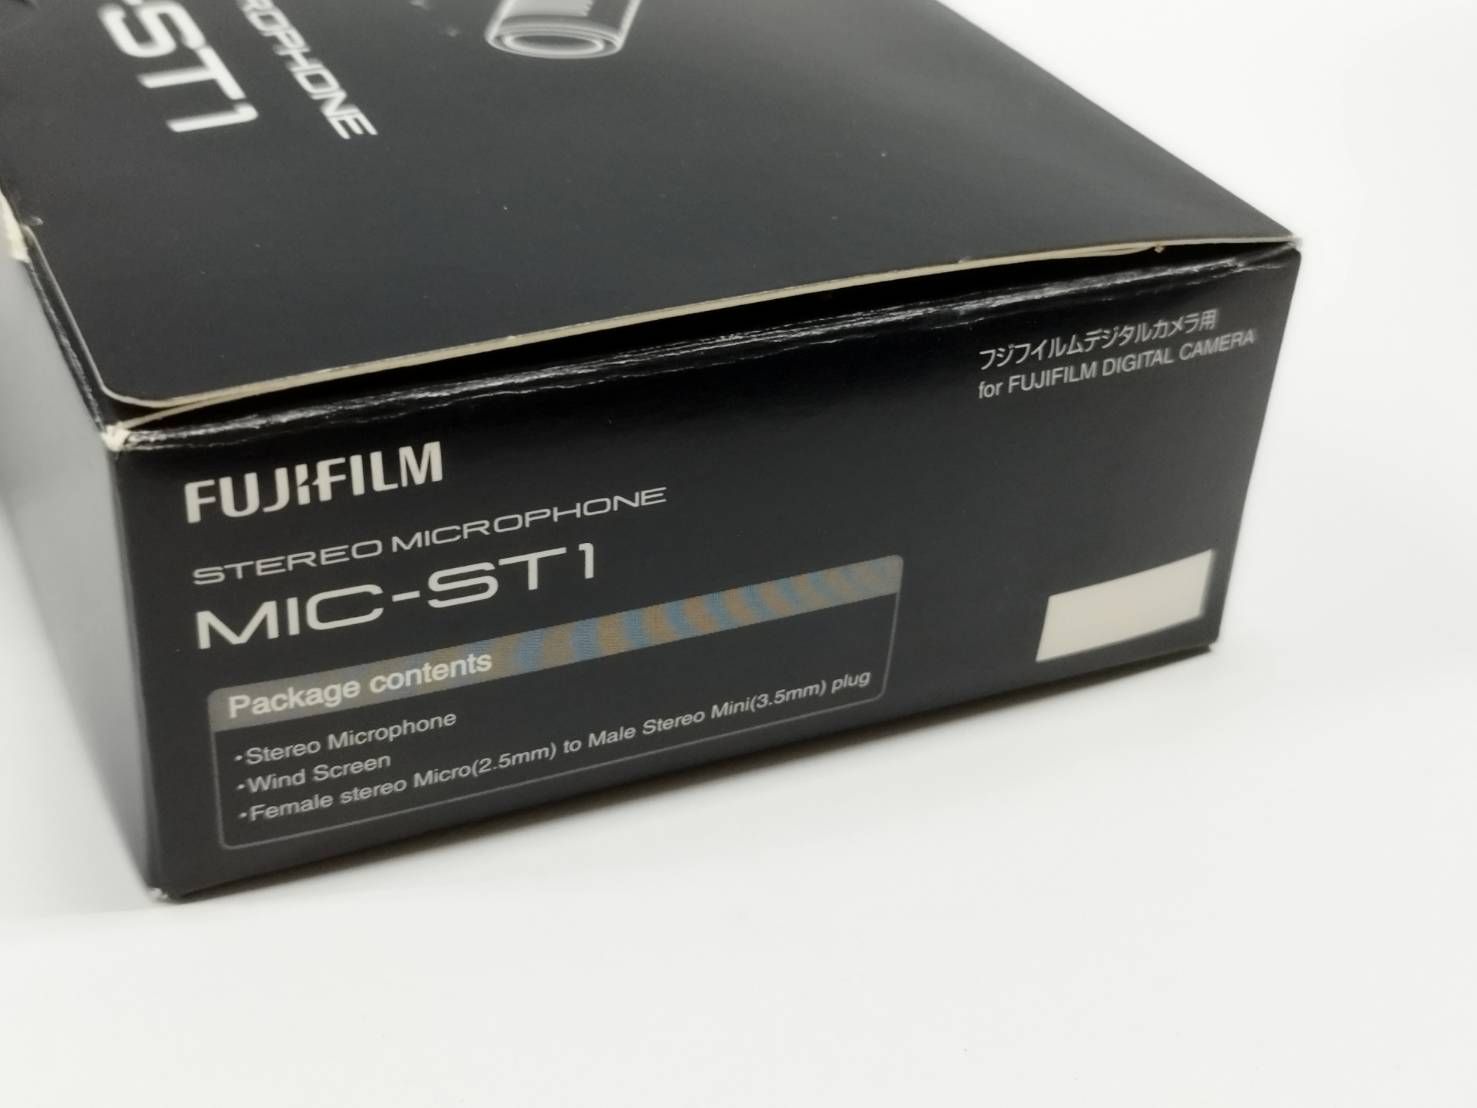 -ST1
ROPHONE
フジフイルムデジタルカメラ用
for FUJIFILM DIGITAL CAMERA
FUJIFILM
STEREO MICROPHONE
MIC-ST1
Package contents
・Stereo Microphone
・Wind Screen
・Female stereo Micro(2.5mm) to Male Stereo Mini(3.5mm) plug